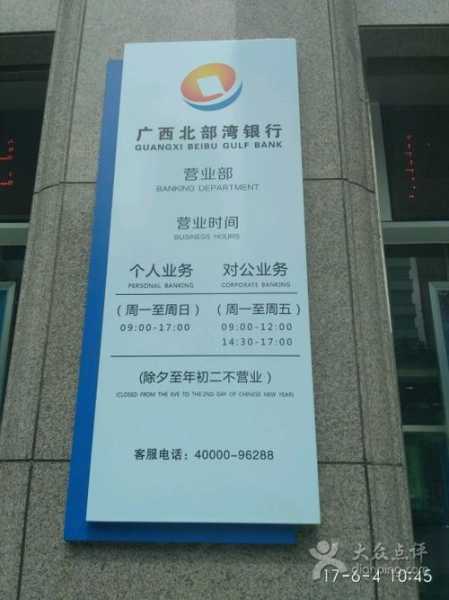 广西北部湾银行
GUANGXI BEIBU GULF BANK
营业部
BANKING DEPARTMENT
营业时间
BUSINESS HOURS
个人业务 对公业务
PERSONAL BANKING CORPORATE BANKING
（周一至周日） （周一至周五）
09:00-17:00 09:00-12:00
14:30-17:00
(除夕至年初二不营业）
(CLOSED FROM THE EVE TO THE 2ND DAY OF CHINESE NEW YEAR)
客服电话：40000-96288
大众点评
dianping.com
17-6-4 10:45